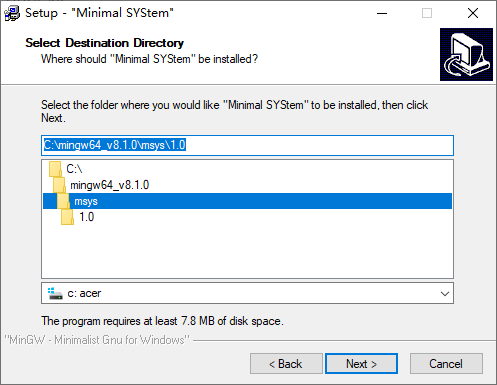 Setup - "Minimal SYStem"
Select Destination Directory
Where should "Minimal SYStem" be installed?
Select the folder where you would like "Minimal SYStem" to be installed, then click
Next.
C:\mingw64_v8.1.0\msys\1.0
C:\
mingw64_v8.1.0
msys
1.0
c: acer
The program requires at least 7.8 MB of disk space.
"MinGW - Minimalist Gnu for Windows"
< Back Next > Cancel